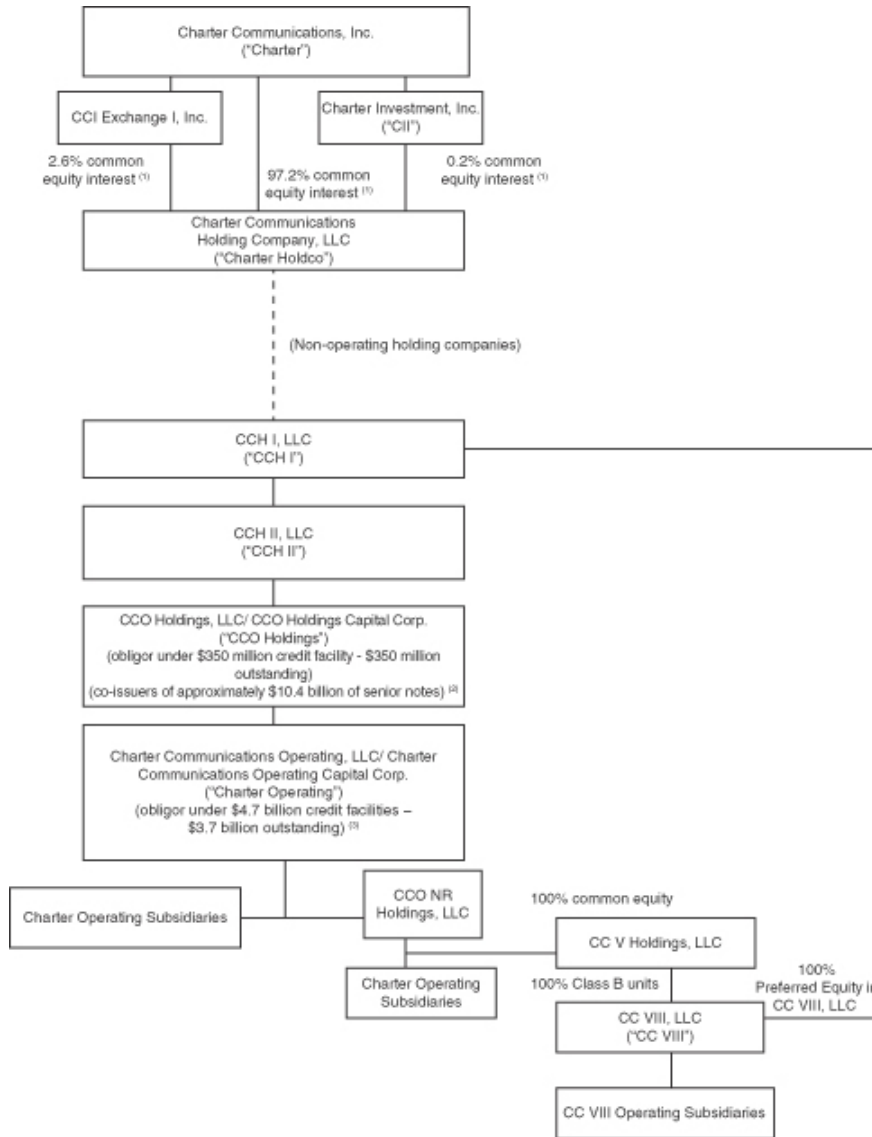 Charter Communications, Inc.
("Charter")
CCI Exchange I, Inc.
Charter Investment, Inc.
("CII")
2.6% common
equity interest (1)
97.2% common
equity interest (1)
0.2% common
equity interest (1)
Charter Communications
Holding Company, LLC
("Charter Holdco")
(Non-operating holding companies)
CCH I, LLC
("CCH I")
CCH II, LLC
("CCH II")
CCO Holdings, LLC/ CCO Holdings Capital Corp.
("CCO Holdings")
(obligor under $350 million credit facility - $350 million
outstanding)
(co-issuers of approximately $10.4 billion of senior notes) (2)
Charter Communications Operating, LLC/ Charter
Communications Operating Capital Corp.
("Charter Operating")
(obligor under $4.7 billion credit facilities –
$3.7 billion outstanding) (3)
Charter Operating Subsidiaries
CCO NR
Holdings, LLC
100% common equity
CC V Holdings, LLC
Charter Operating
Subsidiaries
100% Class B units
100%
Preferred Equity in
CC VIII, LLC
CC VIII, LLC
("CC VIII")
CC VIII Operating Subsidiaries